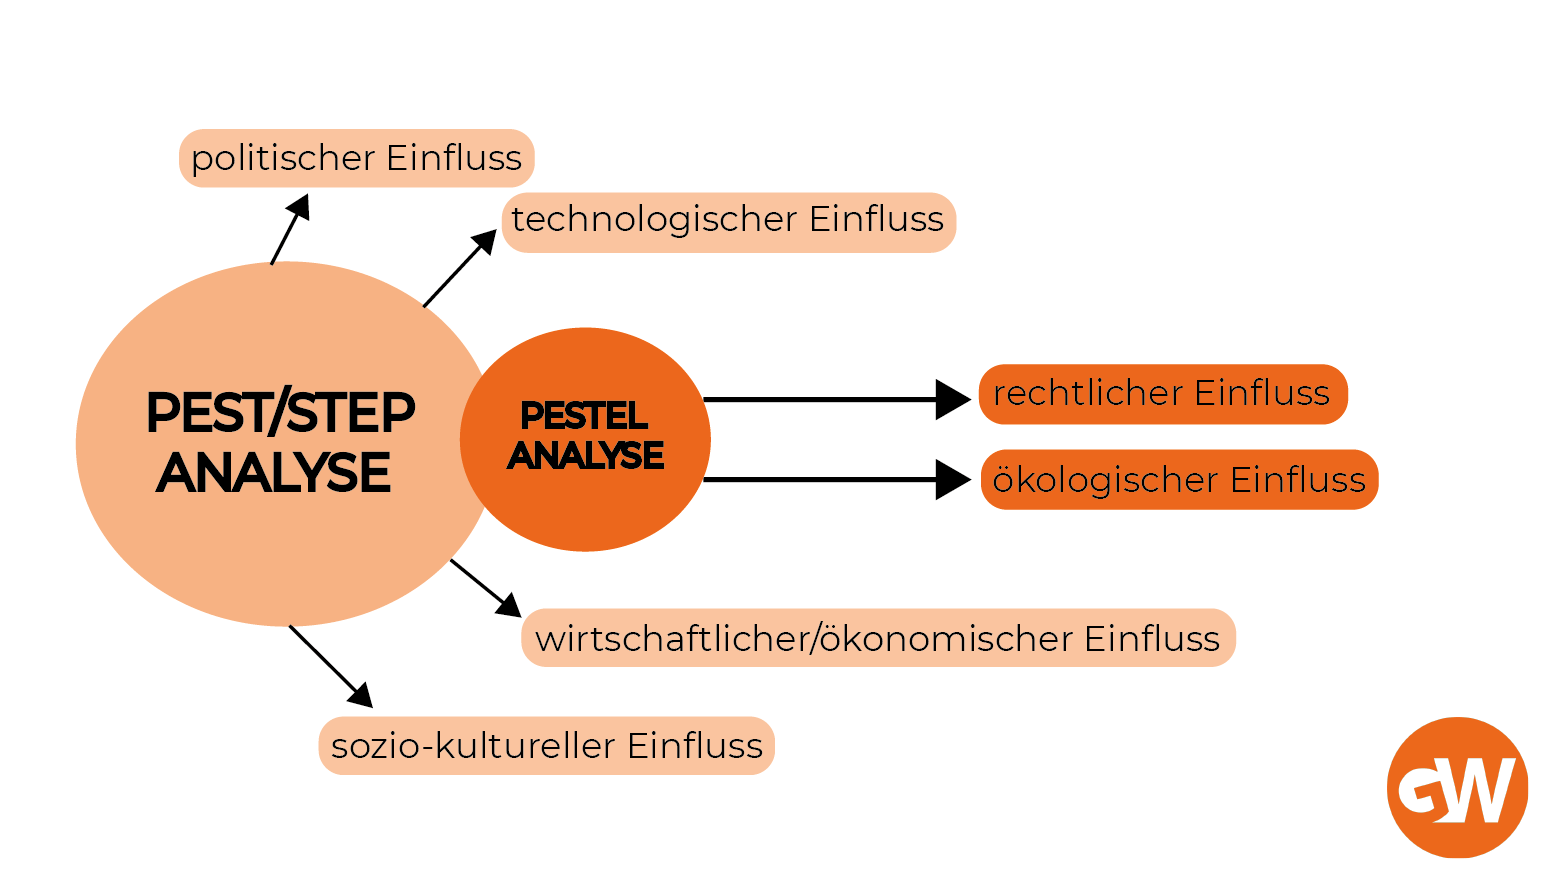 politischer Einfluss
technologischer Einfluss
PEST/STEP
ANALYSE
PESTEL
ANALYSE
rechtlicher Einfluss
ökologischer Einfluss
wirtschaftlicher/ökonomischer Einfluss
sozio-kultureller Einfluss
GW